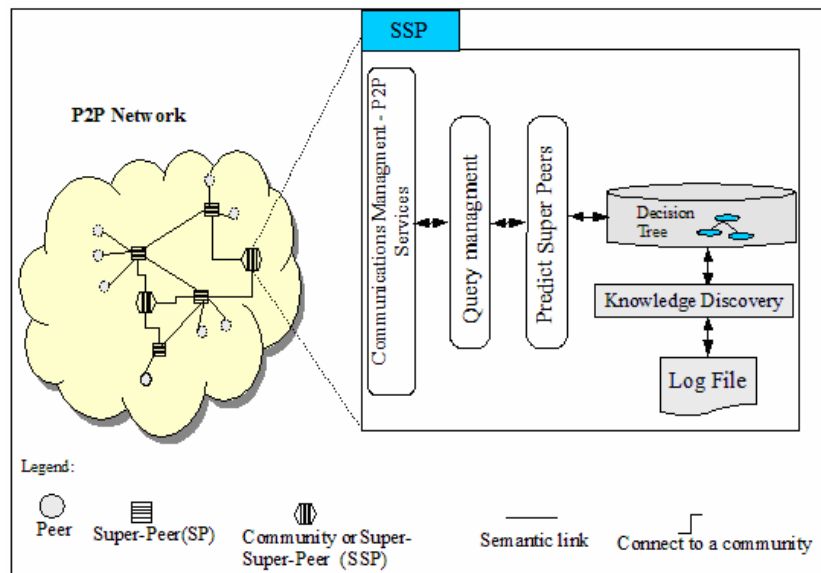 SSP
P2P Network
Communications Managment - P2P
Services
Query managment
Predict Super Peers
Decision
Tree
Knowledge Discovery
Log File
Legend:
Peer
Super-Peer(SP)
Community or Super-
Super-Peer (SSP)
Semantic link
Connect to a community